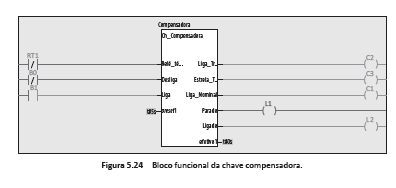 Compensadora
Ch_Compensadora
RT1
Relé_té...
Liga_Tr...
C2
B0
Desliga
Estrela_T...
C3
B1
Liga
Liga_Nominal
C1
Parado
L1
Ligado
L2
Figura 5.24 Bloco funcional da chave compensadora.